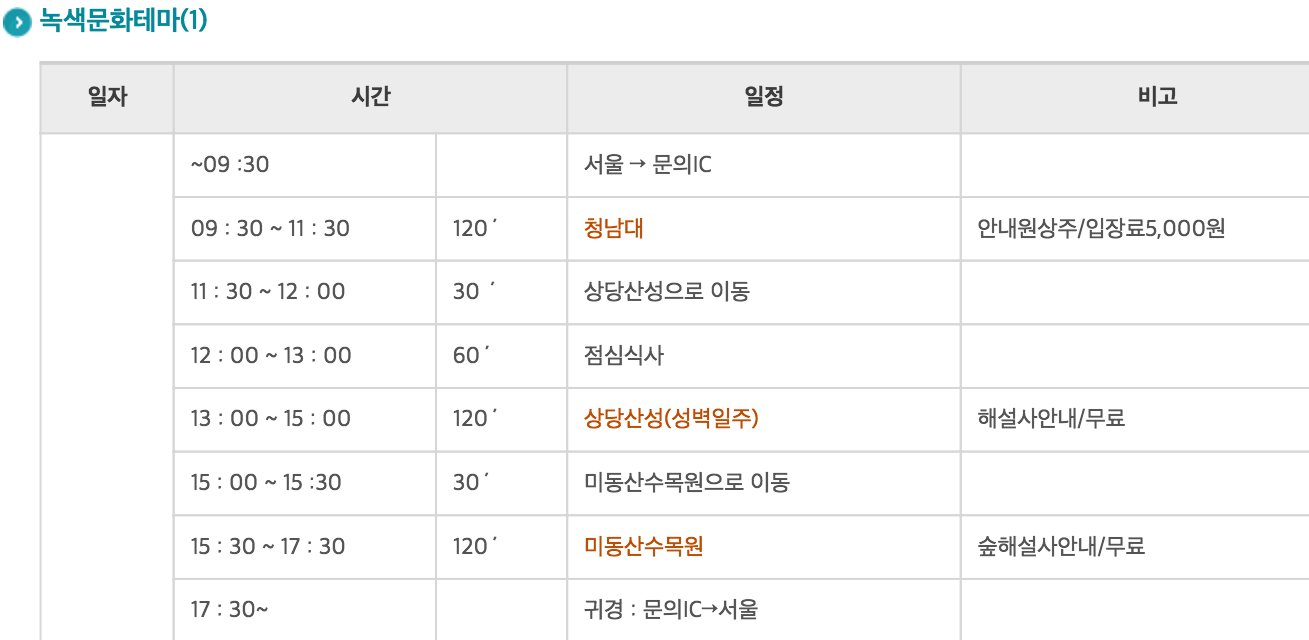 녹색문화테마(1)
일자 시간 일정 비고
~09 :30 서울 → 문의IC
09 : 30 ~ 11 : 30 120´ 청남대 안내원상주/입장료5,000원
11 : 30 ~ 12 : 00 30 ´ 상당산성으로 이동
12 : 00 ~ 13 : 00 60´ 점심식사
13 : 00 ~ 15 : 00 120´ 상당산성(성벽일주) 해설사안내/무료
15 : 00 ~ 15 :30 30´ 미동산수목원으로 이동
15 : 30 ~ 17 : 30 120´ 미동산수목원 숲해설사안내/무료
17 : 30~ 귀경 : 문의IC→서울